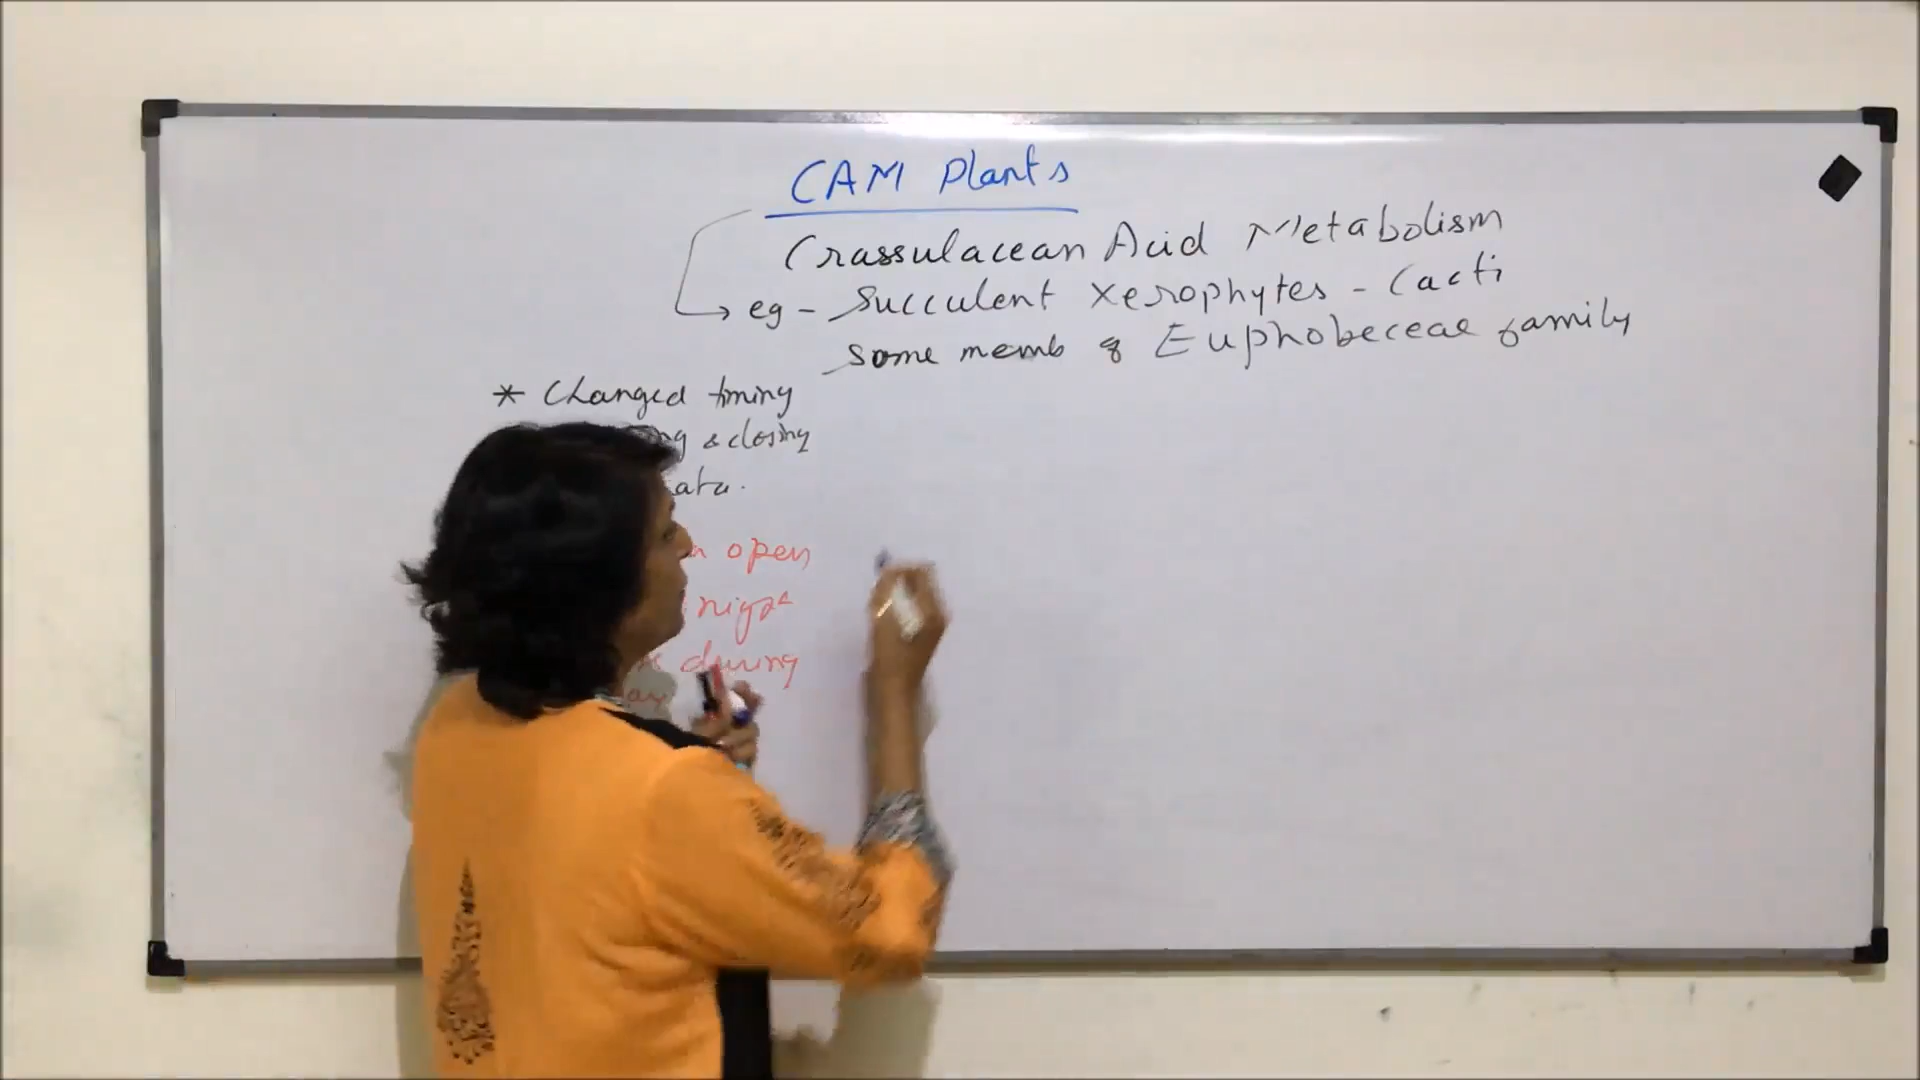 CAM Plants
Crassulacean Acid Metabolism
eg - Succulent Xerophytes - Cacti
some memb of Euphobeceae family
* Changed timing
& closing
open
night
during